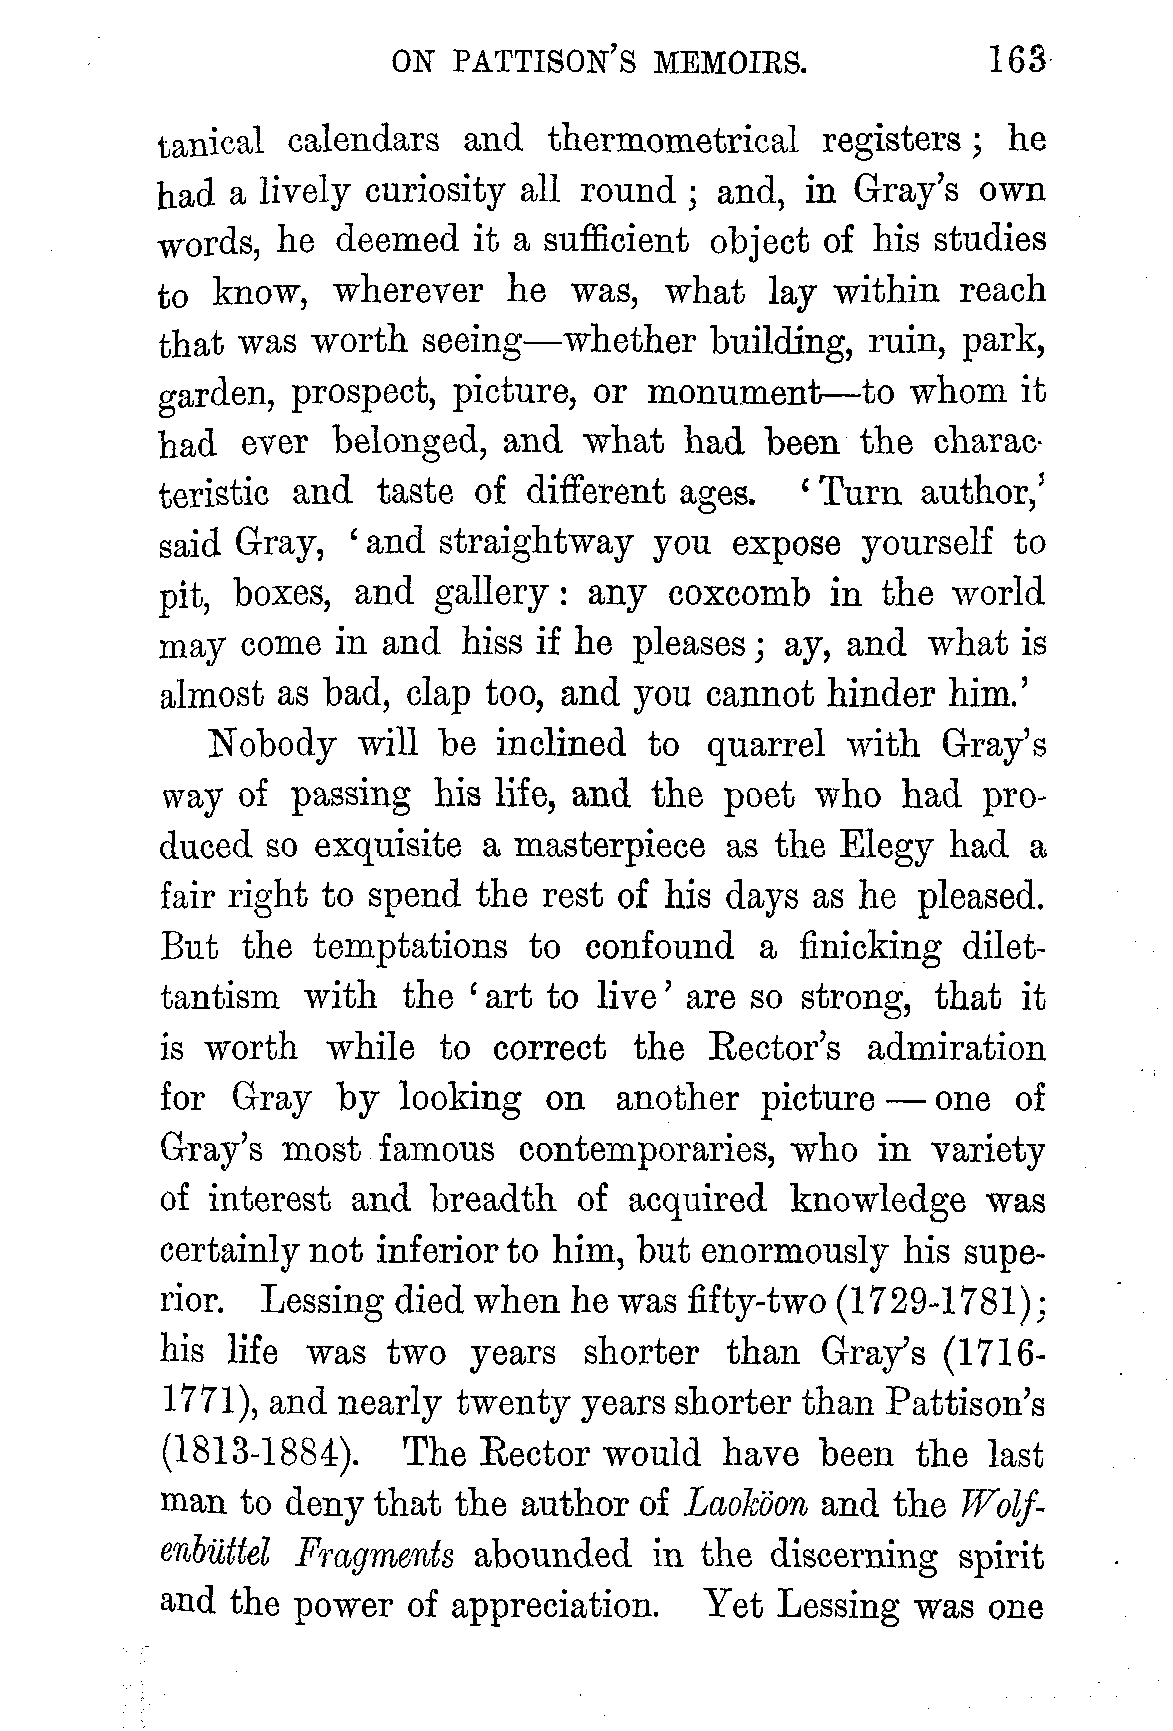 ON PATTISON'S MEMOIRS. 163
tanical calendars and thermometrical registers ; he
had a lively curiosity all round ; and, in Gray's own
words, he deemed it a sufficient object of his studies
to know, wherever he was, what lay within reach
that was worth seeing—whether building, ruin, park,
garden, prospect, picture, or monument—to whom it
had ever belonged, and what had been the charac-
teristic and taste of different ages. ‘ Turn author,’
said Gray, ‘ and straightway you expose yourself to
pit, boxes, and gallery : any coxcomb in the world
may come in and hiss if he pleases ; ay, and what is
almost as bad, clap too, and you cannot hinder him.’
Nobody will be inclined to quarrel with Gray's
way of passing his life, and the poet who had pro-
duced so exquisite a masterpiece as the Elegy had a
fair right to spend the rest of his days as he pleased.
But the temptations to confound a finicking dilet-
tantism with the ‘ art to live ’ are so strong, that it
is worth while to correct the Rector's admiration
for Gray by looking on another picture — one of
Gray's most famous contemporaries, who in variety
of interest and breadth of acquired knowledge was
certainly not inferior to him, but enormously his supe-
rior. Lessing died when he was fifty-two (1729-1781);
his life was two years shorter than Gray's (1716-
1771), and nearly twenty years shorter than Pattison's
(1813-1884). The Rector would have been the last
man to deny that the author of Laoköon and the Wolf-
enbüttel Fragments abounded in the discerning spirit
and the power of appreciation. Yet Lessing was one